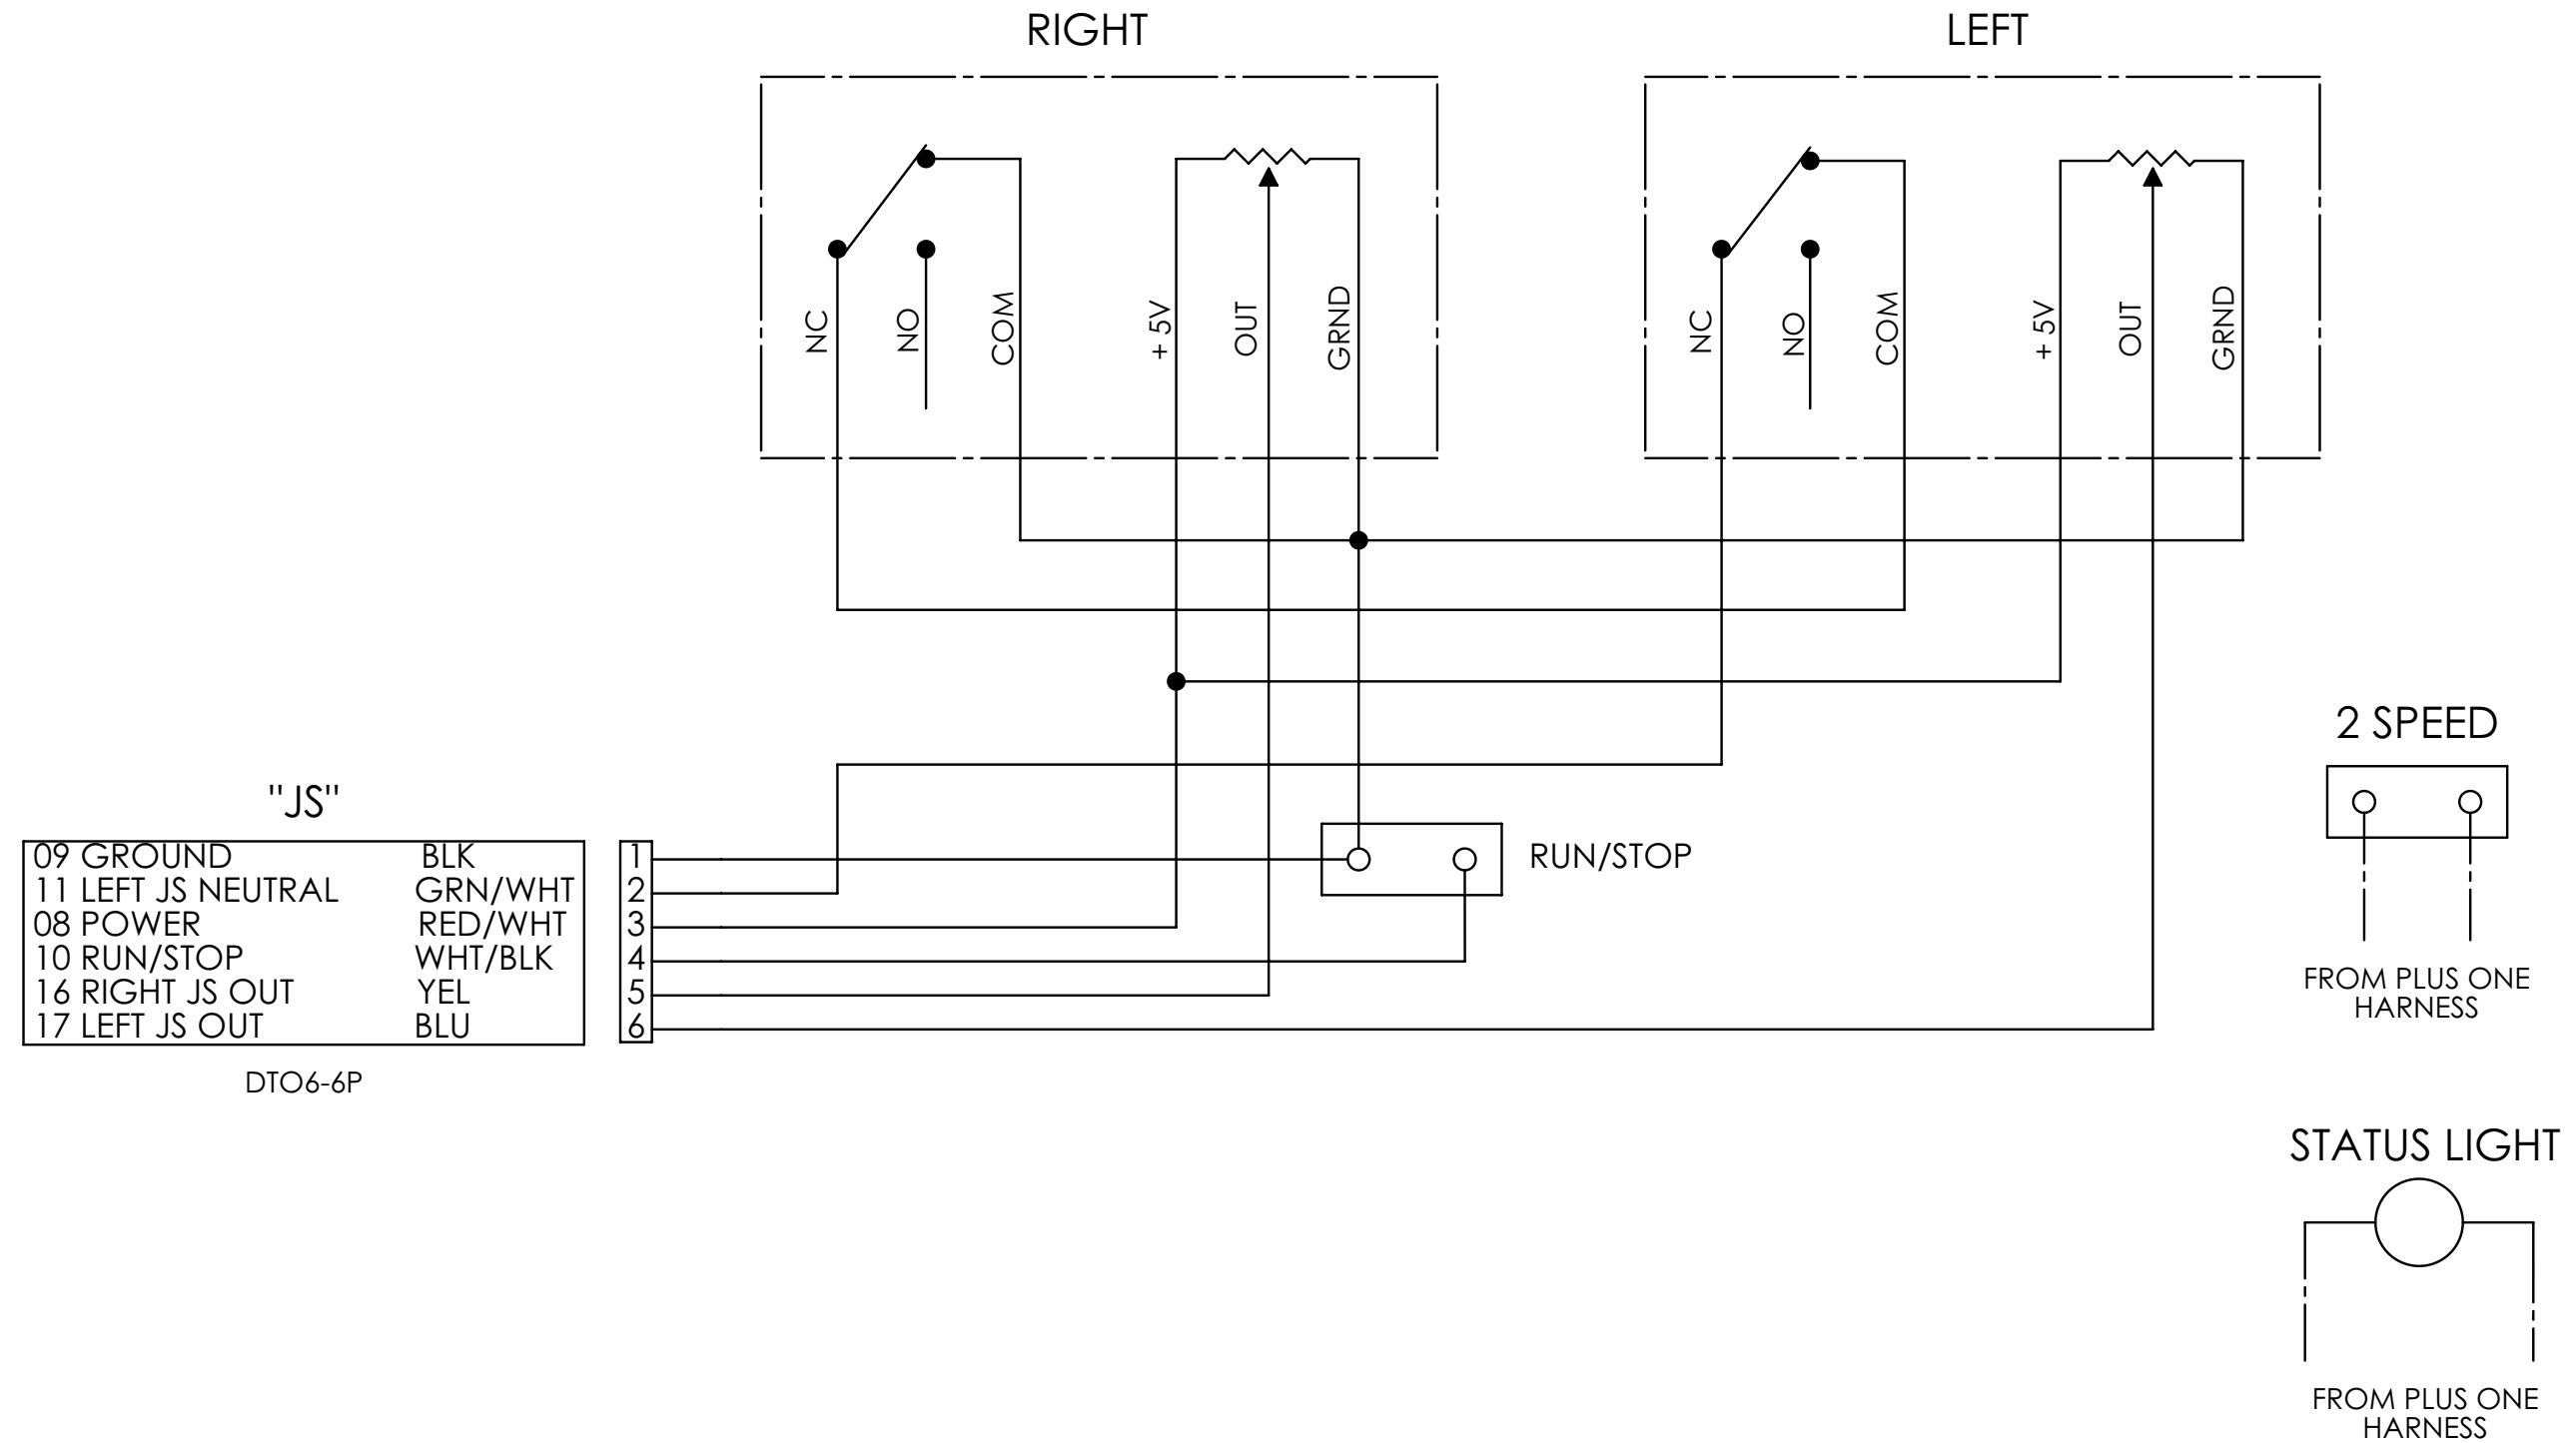 RIGHT
LEFT
NC
NO
COM
+ 5V
OUT
GRND
NC
NO
COM
+ 5V
OUT
GRND
2 SPEED
FROM PLUS ONE
HARNESS
"JS"
09 GROUND BLK 1
11 LEFT JS NEUTRAL GRN/WHT 2
08 POWER RED/WHT 3
10 RUN/STOP WHT/BLK 4
16 RIGHT JS OUT YEL 5
17 LEFT JS OUT BLU 6
DTO6-6P
RUN/STOP
STATUS LIGHT
FROM PLUS ONE
HARNESS